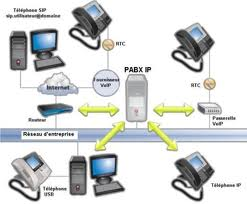 Téléphone SIP
sip.utilisateur@domaine
RTC
RTC
Internet
Fournisseur
VoIP
PABX IP
Routeur
Passerelle
VoIP
Réseau d'entreprise
Téléphone
USB
Téléphone IP